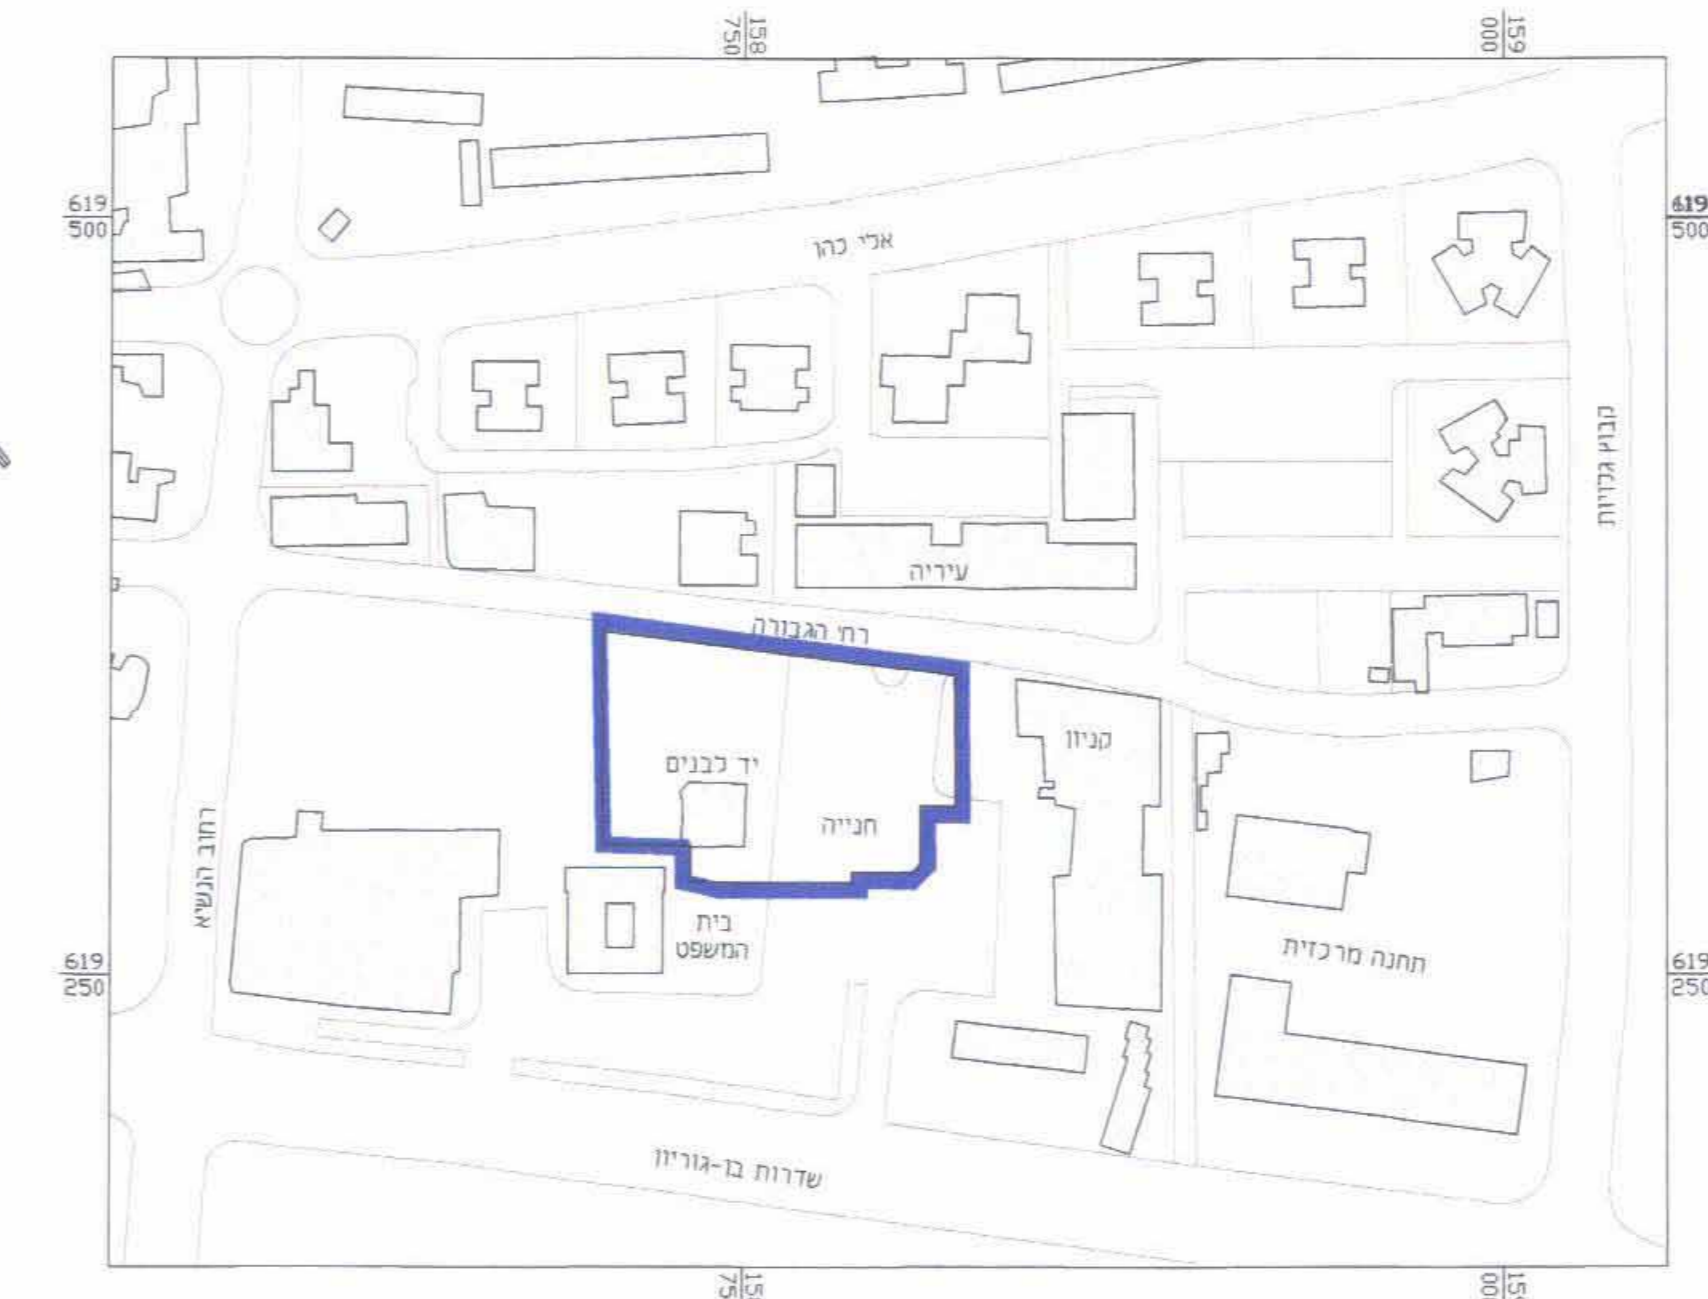 158
750
159
000
619
500
619
500
אלי כהן
קבוץ גלויות
עיריה
רח' הגבורה
קניון
יד לבנים
חנייה
רחוב הנשיא
בית
המשפט
תחנה מרכזית
619
250
619
250
שדרות בן-גוריון